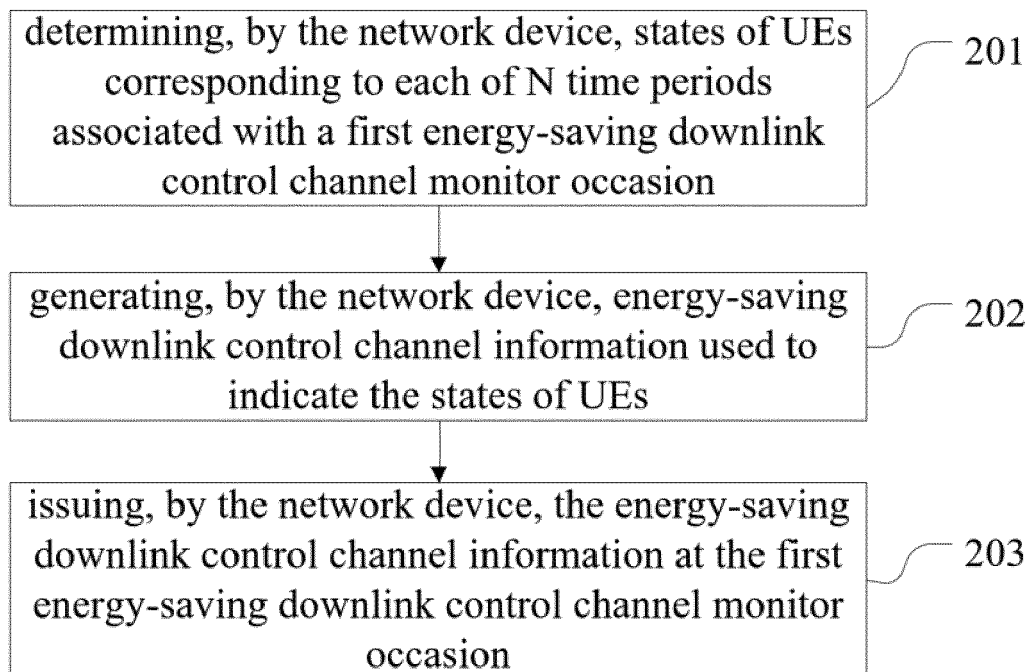 determining, by the network device, states of UEs
corresponding to each of N time periods
associated with a first energy-saving downlink
control channel monitor occasion
201
generating, by the network device, energy-saving
downlink control channel information used to
indicate the states of UEs
202
issuing, by the network device, the energy-saving
downlink control channel information at the first
energy-saving downlink control channel monitor
occasion
203